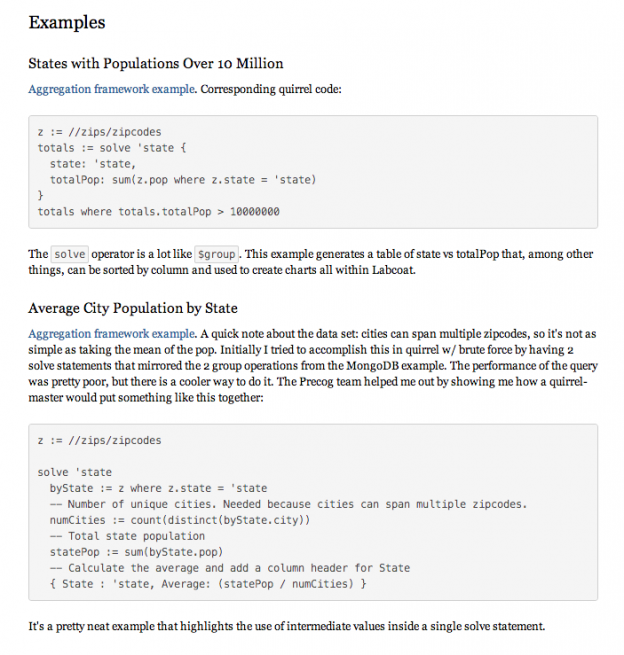 Examples
States with Populations Over 10 Million
Aggregation framework example. Corresponding quirrel code:
z := //zips/zipcodes
totals := solve 'state {
state: 'state,
totalPop: sum(z.pop where z.state = 'state)
}
totals where totals.totalPop > 10000000
The solve operator is a lot like $group. This example generates a table of state vs totalPop that, among other
things, can be sorted by column and used to create charts all within Labcoat.
Average City Population by State
Aggregation framework example. A quick note about the data set: cities can span multiple zipcodes, so it's not as
simple as taking the mean of the pop. Initially I tried to accomplish this in quirrel w/ brute force by having 2
solve statements that mirrored the 2 group operations from the MongoDB example. The performance of the query
was pretty poor, but there is a cooler way to do it. The Precog team helped me out by showing me how a quirrel-
master would put something like this together:
z := //zips/zipcodes
solve 'state
byState := z where z.state = 'state
-- Number of unique cities. Needed because cities can span multiple zipcodes.
numCities := count(distinct(byState.city))
-- Total state population
statePop := sum(byState.pop)
-- Calculate the average and add a column header for State
{ State : 'state, Average: (statePop / numCities) }
It's a pretty neat example that highlights the use of intermediate values inside a single solve statement.